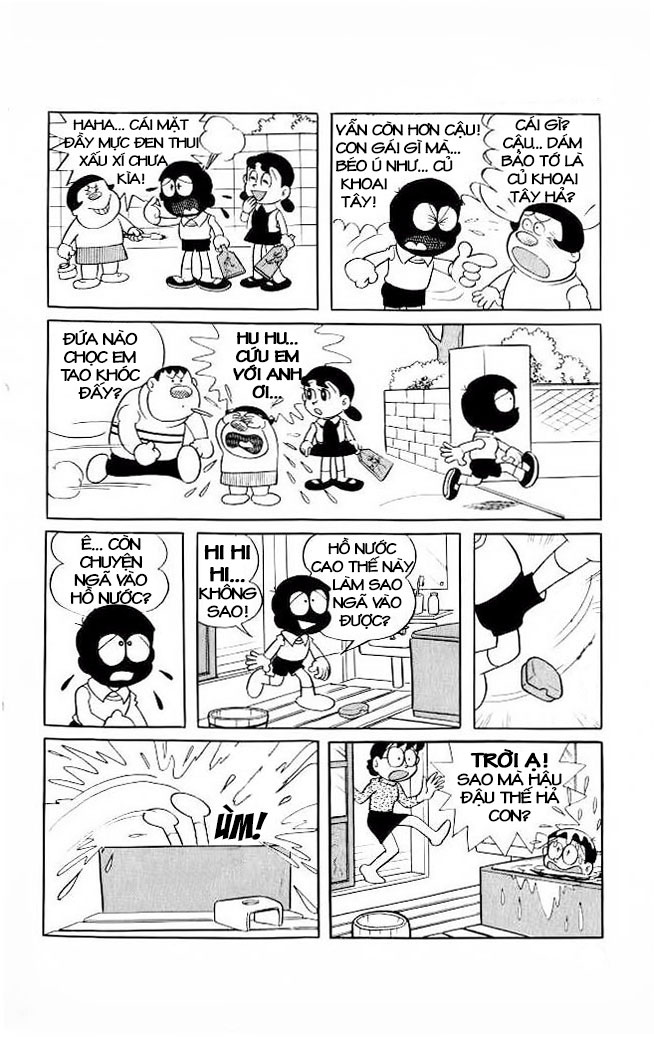 HAHA... CÁI MẶT
ĐẦY MỰC ĐEN THUI
XẤU XÍ CHƯA
KÌA!
VẪN CÒN HƠN CẬU!
CON GÁI GÌ MÀ...
BÉO Ú NHƯ... CỦ
KHOAI
TÂY!
CÁI GÌ?
CẬU... DÁM
BẢO TỚ LÀ
CỦ KHOAI
TÂY HẢ?
ĐỨA NÀO
CHỌC EM
TAO KHÓC
ĐẤY?
HU HU...
CỨU EM
VỚI ANH
ƠI...
Ê... CÒN
CHUYỆN
NGÃ VÀO
HỒ NƯỚC?
HI HI
HI...
KHÔNG
SAO!
HỒ NƯỚC
CAO THẾ NÀY
LÀM SAO
NGÃ VÀO
ĐƯỢC?
ÙM!
TRỜI Ạ!
SAO MÀ HẬU
ĐẬU THẾ HẢ
CON?